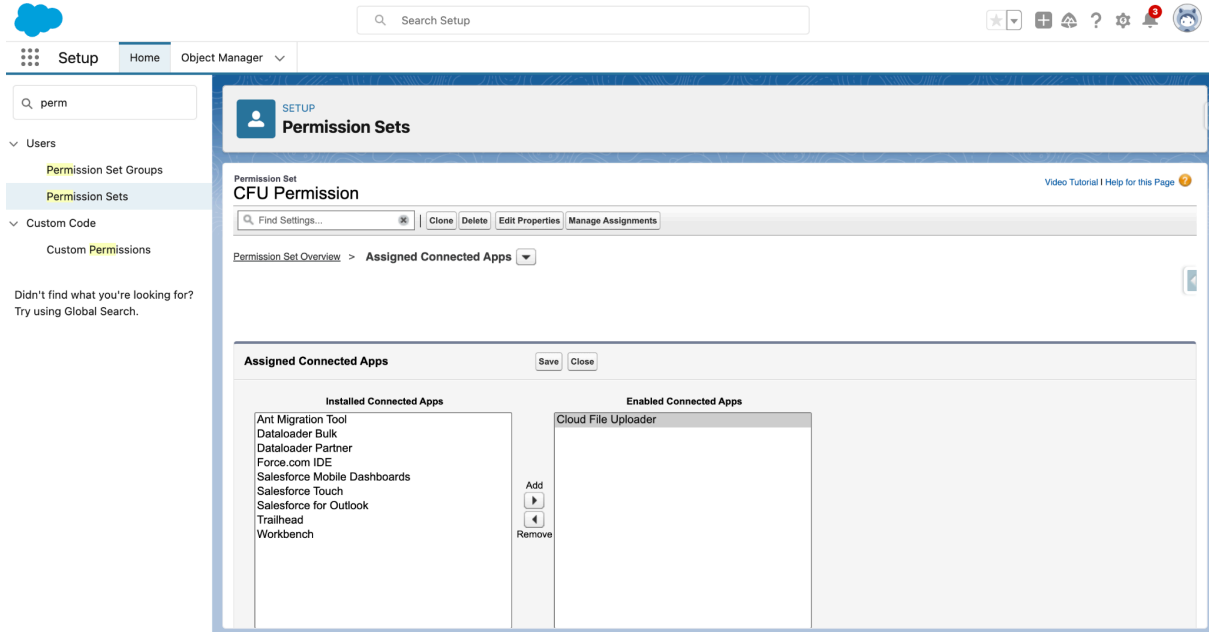 Search Setup
3
Setup
Home
Object Manager
perm
Users
Permission Set Groups
Permission Sets
Custom Code
Custom Permissions
Didn't find what you're looking for?
Try using Global Search.
SETUP
Permission Sets
Permission Set
CFU Permission
Video Tutorial | Help for this Page
Find Settings...
Clone
Delete
Edit Properties
Manage Assignments
Permission Set Overview > Assigned Connected Apps
Assigned Connected Apps
Save
Close
Installed Connected Apps
Ant Migration Tool
Dataloader Bulk
Dataloader Partner
Force.com IDE
Salesforce Mobile Dashboards
Salesforce Touch
Salesforce for Outlook
Trailhead
Workbench
Add
Remove
Enabled Connected Apps
Cloud File Uploader